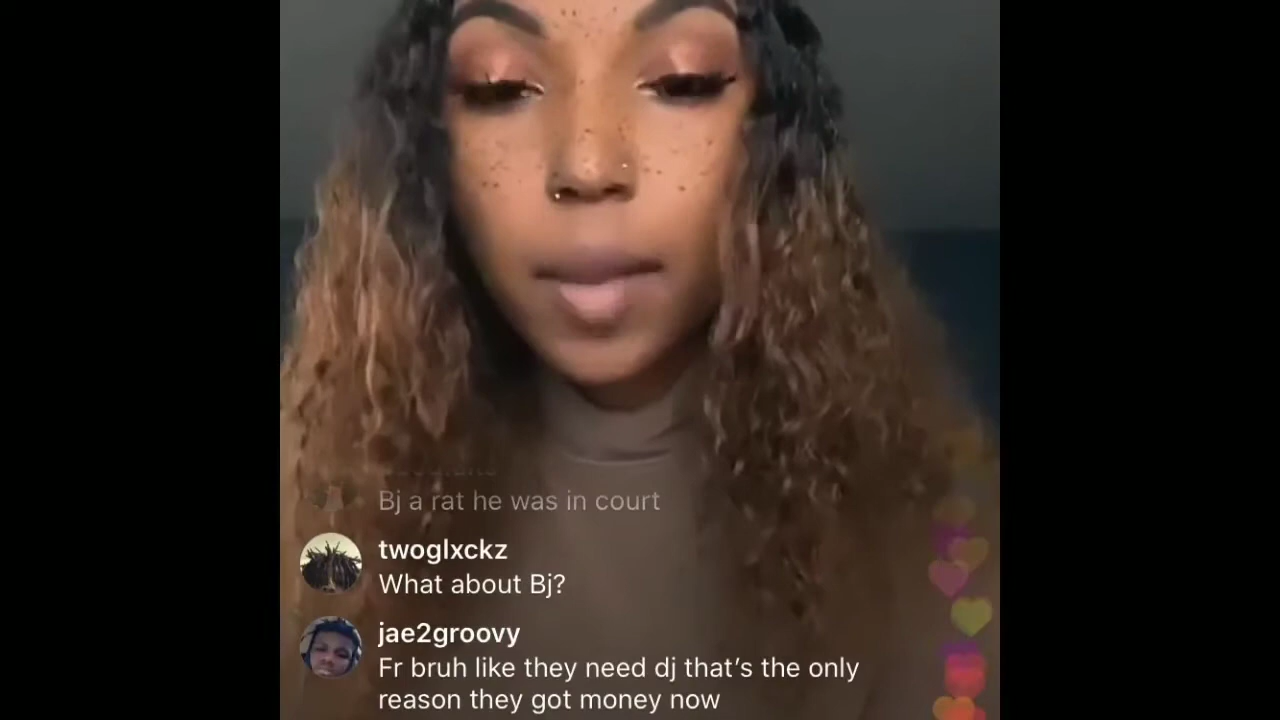 Bj a rat he was in court
twoglxckz
What about Bj?
jae2groovy
Fr bruh like they need dj that's the only
reason they got money now